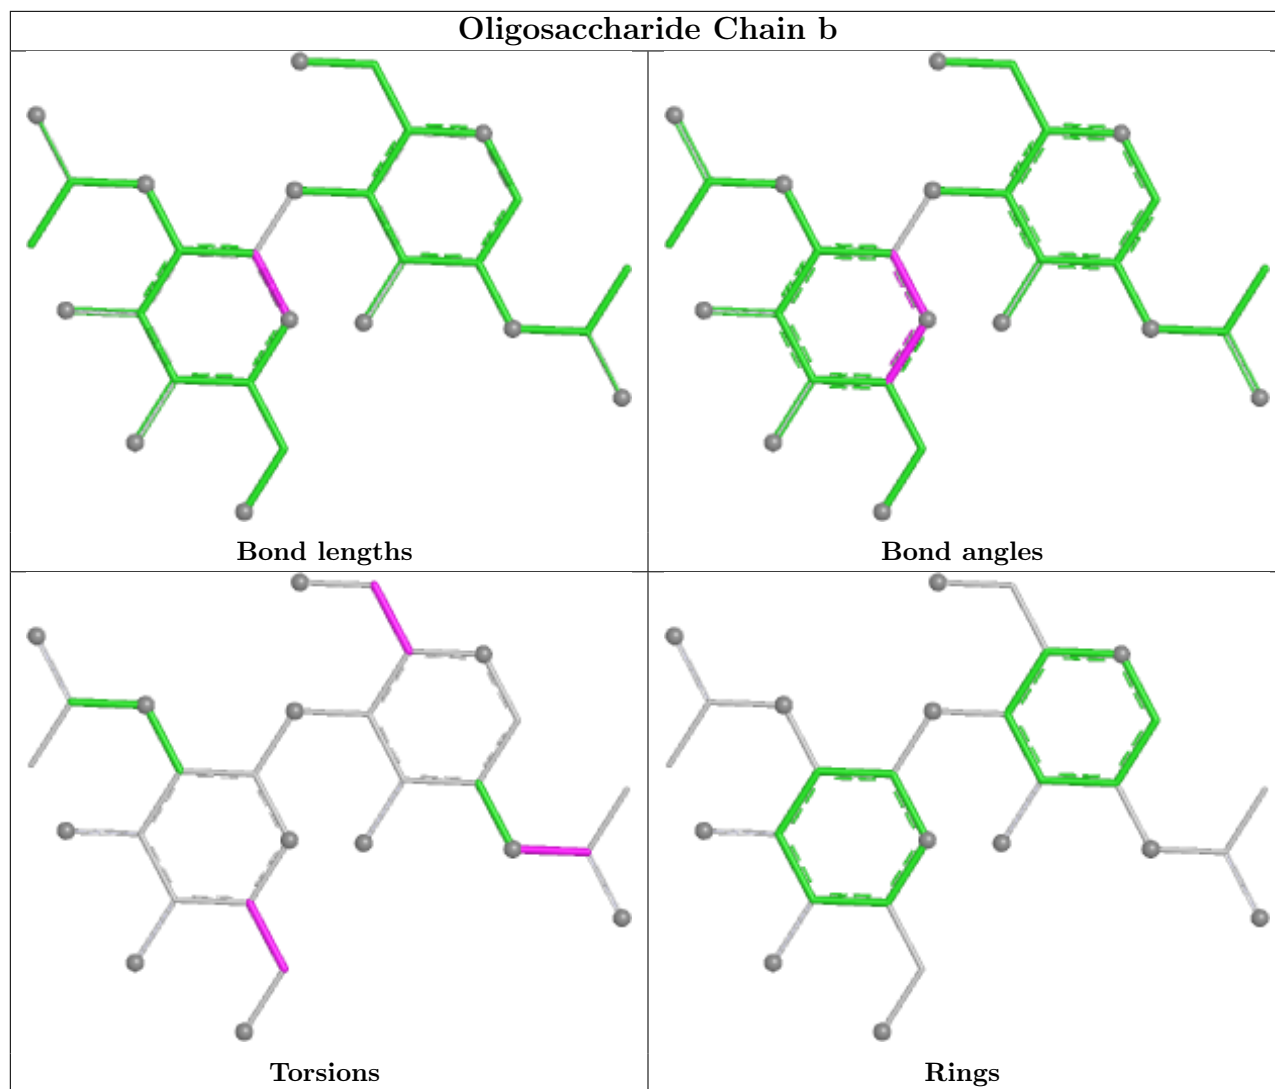 Oligosaccharide Chain b
Bond lengths
Bond angles
Torsions
Rings